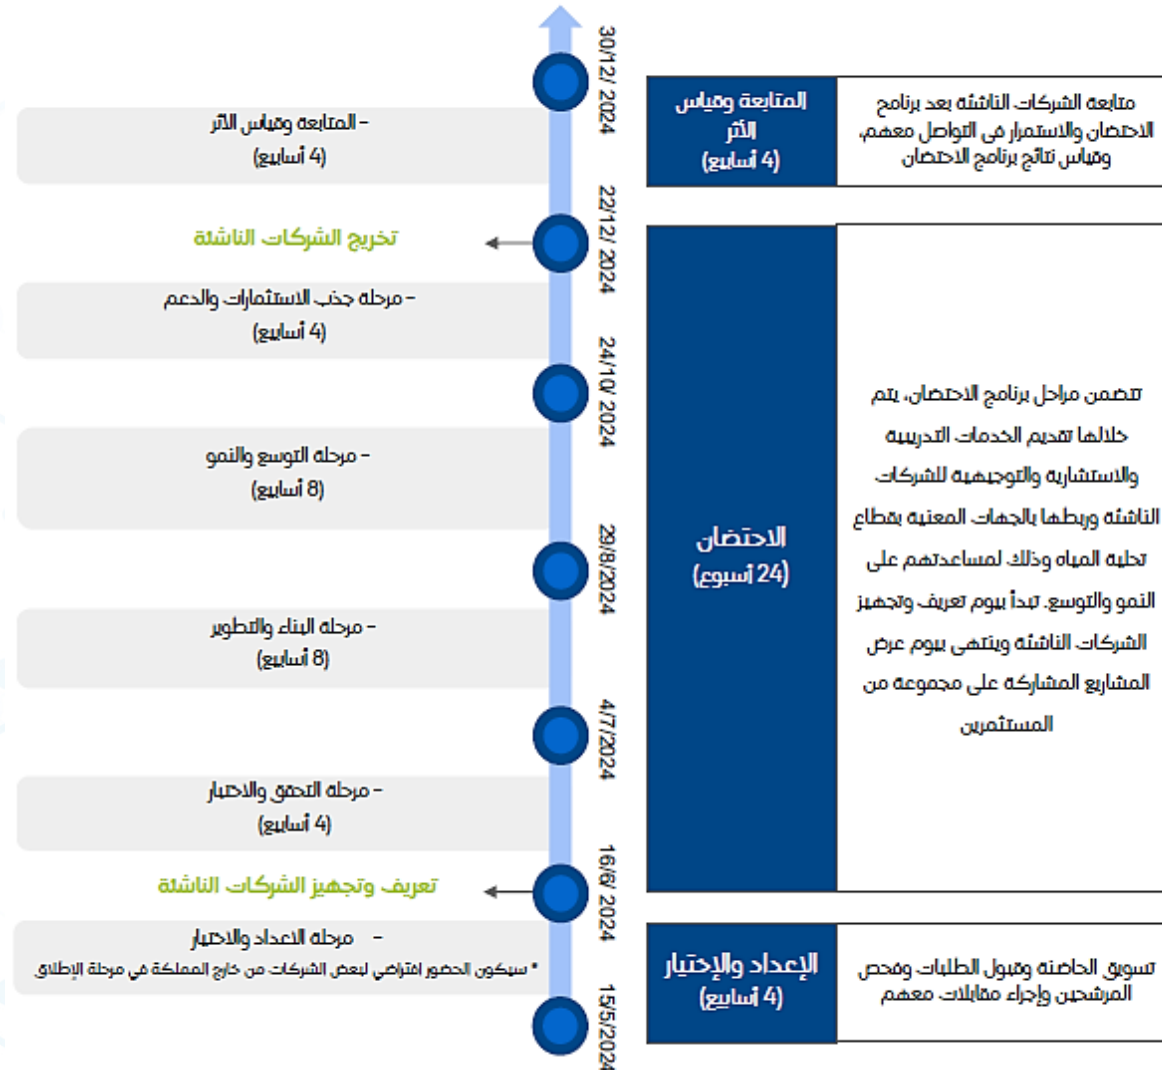 30/12/ 2024
المتابعة وقياس
الأثر
(4 أسابيع)
متابعة الشركات الناشئة بعد برنامج
الاحتضان والاستمرار في التواصل معهم،
وقياس نتائج برنامج الاحتضان
- المتابعة وقياس الأثر
(4 أسابيع)
22/12/ 2024
تخريج الشركات الناشئة
- مرحلة جذب الاستثمارات والدعم
(4 أسابيع)
24/10/ 2024
- مرحلة التوسع والنمو
(8 أسابيع)
29/8/2024
- مرحلة البناء والتطوير
(8 أسابيع)
4/7/2024
- مرحلة التحقق والاختبار
(4 أسابيع)
16/6/ 2024
تعريف وتجهيز الشركات الناشئة
الاحتضان
(24 أسبوع)
تتضمن مراحل برنامج الاحتضان، يتم
خلالها تقديم الخدمات التدريبية
والاستشارية والتوجيهية للشركات
الناشئة وربطها بالجهات المعنية بقطاع
تحلية المياه وذلك لمساعدتهم على
النمو والتوسع. تبدأ بيوم تعريف وتجهيز
الشركات الناشئة وينتهي بيوم عرض
المشاريع المشاركة على مجموعة من
المستثمرين
- مرحلة الاعداد والاختيار
* سيكون الحضور افتراضي لبعض الشركات من خارج المملكة في مرحلة الإطلاق
15/5/2024
الإعداد والإختيار
(4 أسابيع)
تسويق الحاضنة وقبول الطلبات وفحص
المرشحين وإجراء مقابلات معهم